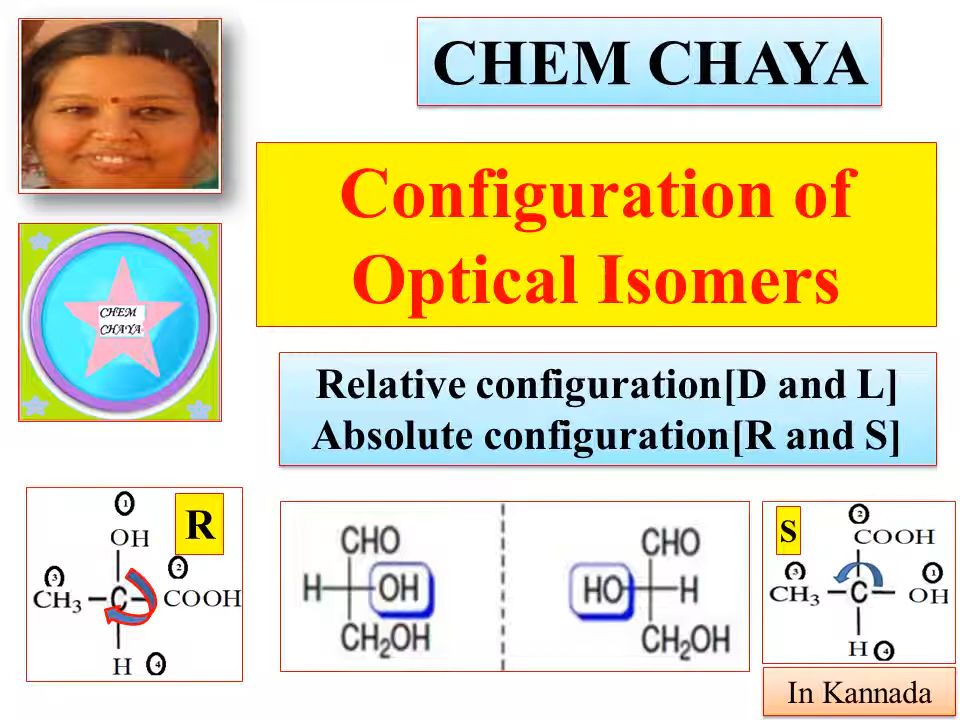 CHEM CHAYA
Configuration of
Optical Isomers
CHEM
CHAYA
Relative configuration[D and L]
Absolute configuration[R and S]
1
R
OH
2
3
CH₃ C COOH
H 4
CHO
H OH
CH₂OH
CHO
HO H
CH₂OH
S
2
COOH
3
1
CH₃ C OH
H 4
In Kannada